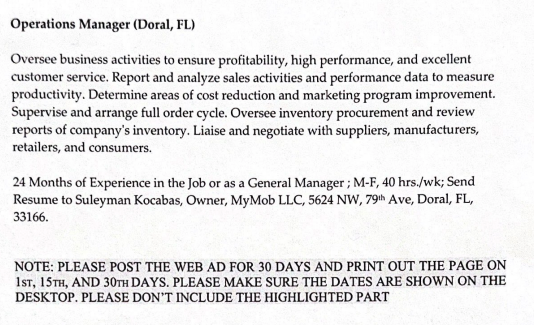 Operations Manager (Doral, FL)
Oversee business activities to ensure profitability, high performance, and excellent
customer service. Report and analyze sales activities and performance data to measure
productivity. Determine areas of cost reduction and marketing program improvement.
Supervise and arrange full order cycle. Oversee inventory procurement and review
reports of company's inventory. Liaise and negotiate with suppliers, manufacturers,
retailers, and consumers.
24 Months of Experience in the Job or as a General Manager ; M-F, 40 hrs./wk; Send
Resume to Suleyman Kocabas, Owner, MyMob LLC, 5624 NW, 79th Ave, Doral, FL,
33166.
NOTE: PLEASE POST THE WEB AD FOR 30 DAYS AND PRINT OUT THE PAGE ON
1ST, 15TH, AND 30TH DAYS. PLEASE MAKE SURE THE DATES ARE SHOWN ON THE
DESKTOP. PLEASE DON'T INCLUDE THE HIGHLIGHTED PART